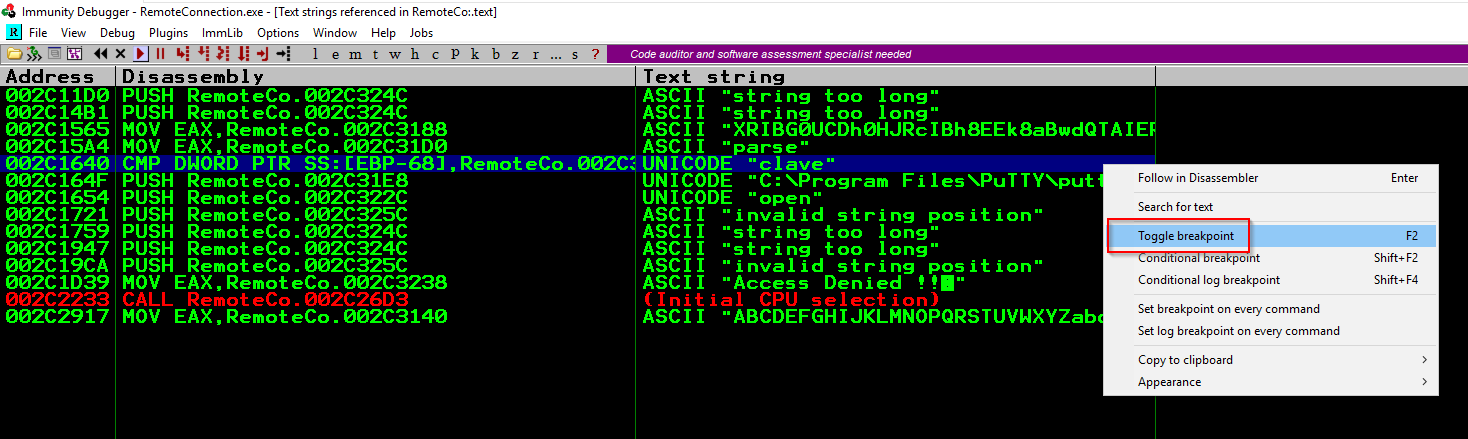 Immunity Debugger - RemoteConnection.exe - [Text strings referenced in RemoteCo:.text]
R File View Debug Plugins ImmLib Options Window Help Jobs
l e m t w h c p k b z r ... s ? Code auditor and software assessment specialist needed
Address Disassembly Text string
002C11D0 PUSH RemoteCo.002C324C ASCII "string too long"
002C14B1 PUSH RemoteCo.002C324C ASCII "string too long"
002C1565 MOV EAX,RemoteCo.002C3188 ASCII "XRIBG0UCDh0HJRcIBh8EEk8aBwdQTAIER
002C15A4 MOV EAX,RemoteCo.002C31D0 ASCII "parse"
002C1640 CMP DWORD PTR SS:[EBP-68],RemoteCo.002C3 UNICODE "clave"
002C164F PUSH RemoteCo.002C31E8 UNICODE "C:\Program Files\PuTTY\putt
002C1654 PUSH RemoteCo.002C322C UNICODE "open"
002C1721 PUSH RemoteCo.002C325C ASCII "invalid string position"
002C1759 PUSH RemoteCo.002C324C ASCII "string too long"
002C1947 PUSH RemoteCo.002C324C ASCII "string too long"
002C19CA PUSH RemoteCo.002C325C ASCII "invalid string position"
002C1D39 MOV EAX,RemoteCo.002C3238 ASCII "Access Denied !!"
002C2233 CALL RemoteCo.002C26D3 (Initial CPU selection)
002C2917 MOV EAX,RemoteCo.002C3140 ASCII "ABCDEFGHIJKLMNOPQRSTUVWXYZabc
Follow in Disassembler Enter
Search for text
Toggle breakpoint F2
Conditional breakpoint Shift+F2
Conditional log breakpoint Shift+F4
Set breakpoint on every command
Set log breakpoint on every command
Copy to clipboard
Appearance